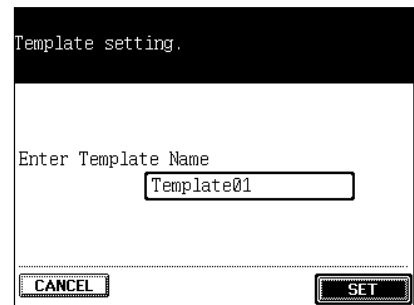 Template setting.
Enter Template Name
Template01
CANCEL
SET